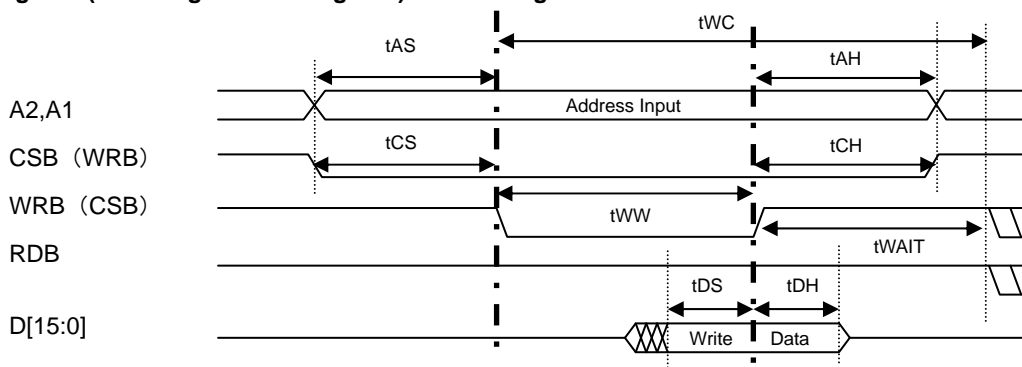 tWC
tAS
tAH
A2,A1
Address Input
CSB（WRB）
tCS
tCH
WRB（CSB）
tWW
tWAIT
RDB
tDS
tDH
D[15:0]
Write
Data